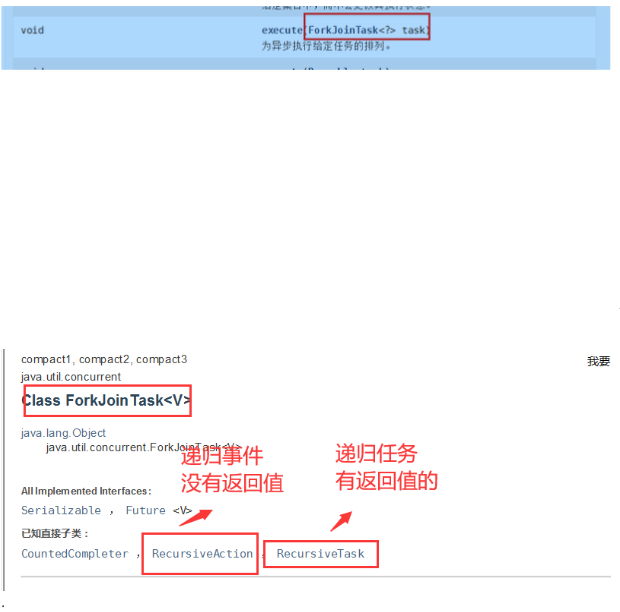 void
execute(ForkJoinTask<?> task)
为异步执行给定任务的排列。
compact1, compact2, compact3
我要
java.util.concurrent
Class ForkJoinTask<V>
java.lang.Object
java.util.concurrent.ForkJoinTask<V>
递归事件
没有返回值
递归任务
有返回值的
All Implemented Interfaces:
Serializable , Future <V>
已知直接子类：
CountedCompleter , RecursiveAction , RecursiveTask